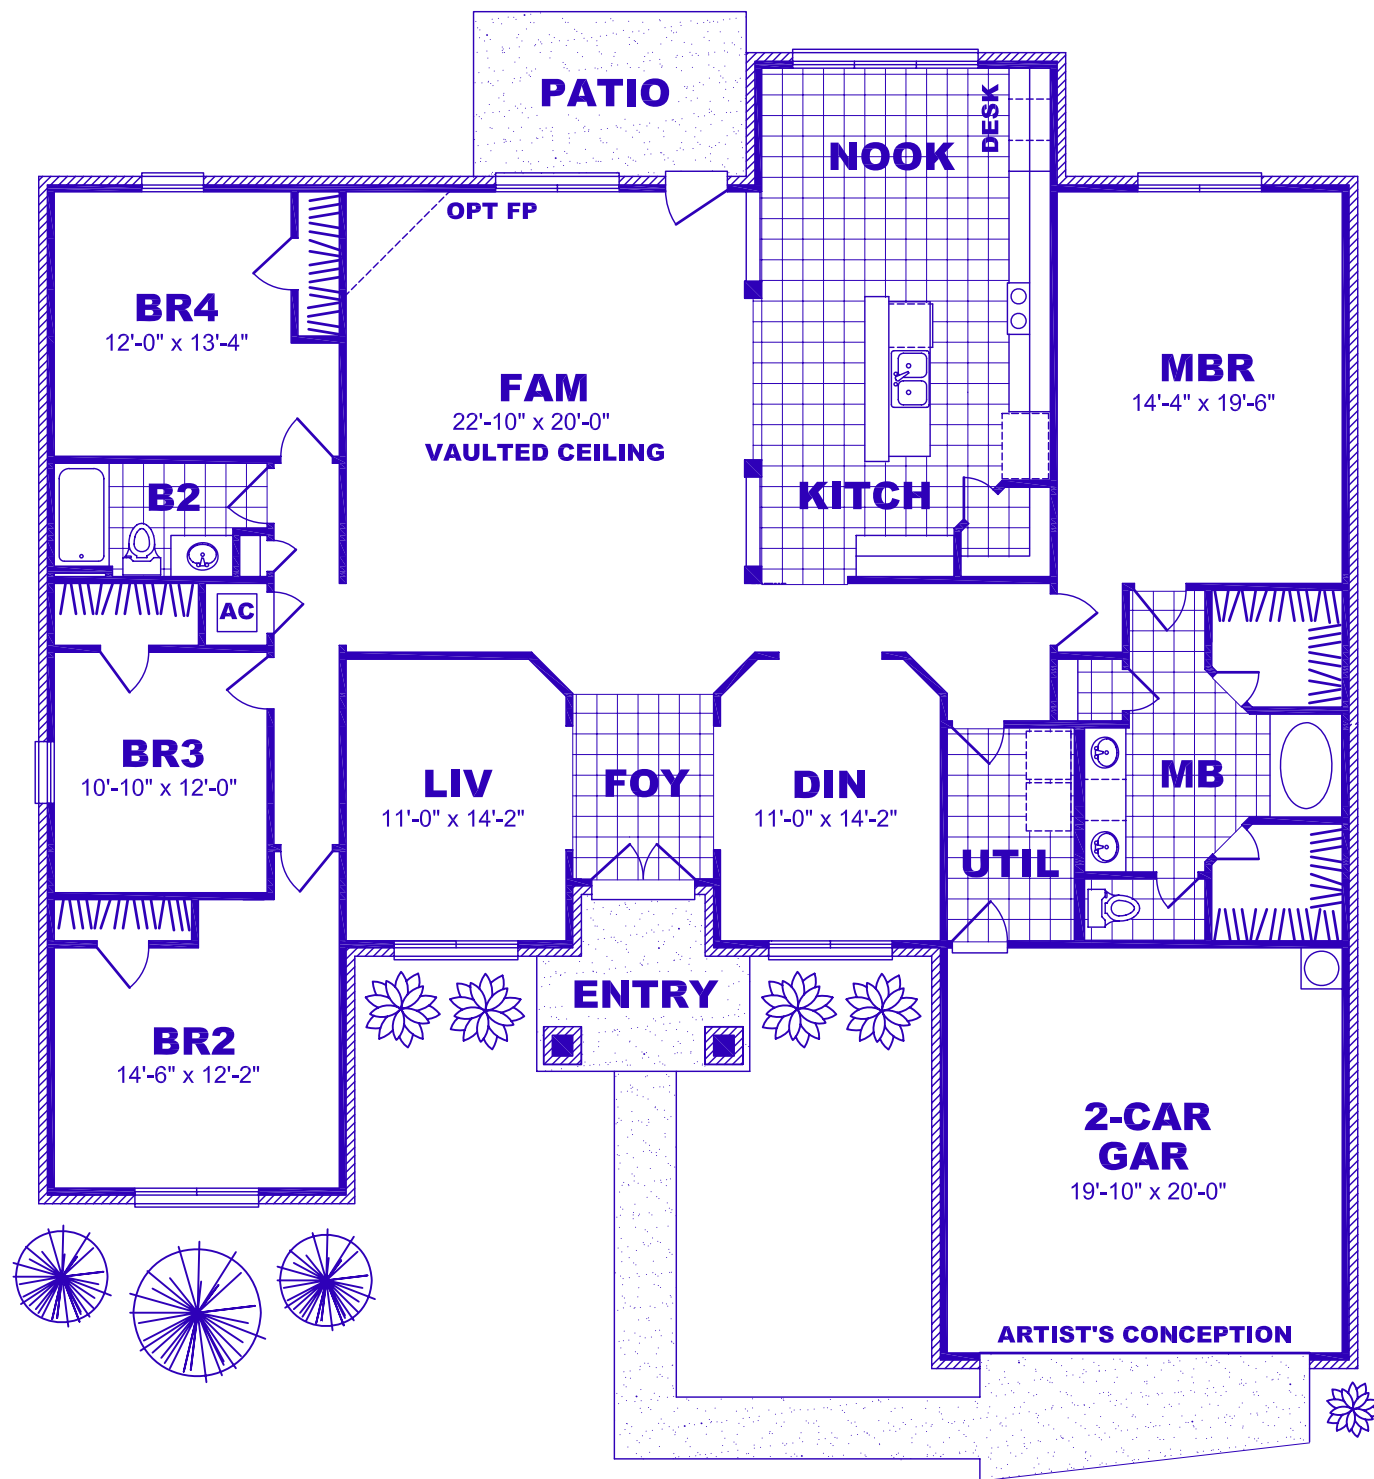 PATIO
NOOK
DESK
OPT FP
BR4
12'-0" x 13'-4"
FAM
22'-10" x 20'-0"
VAULTED CEILING
MBR
14'-4" x 19'-6"
B2
KITCH
AC
BR3
10'-10" x 12'-0"
LIV
11'-0" x 14'-2"
FOY
DIN
11'-0" x 14'-2"
MB
UTIL
ENTRY
BR2
14'-6" x 12'-2"
2-CAR
GAR
19'-10" x 20'-0"
ARTIST'S CONCEPTION